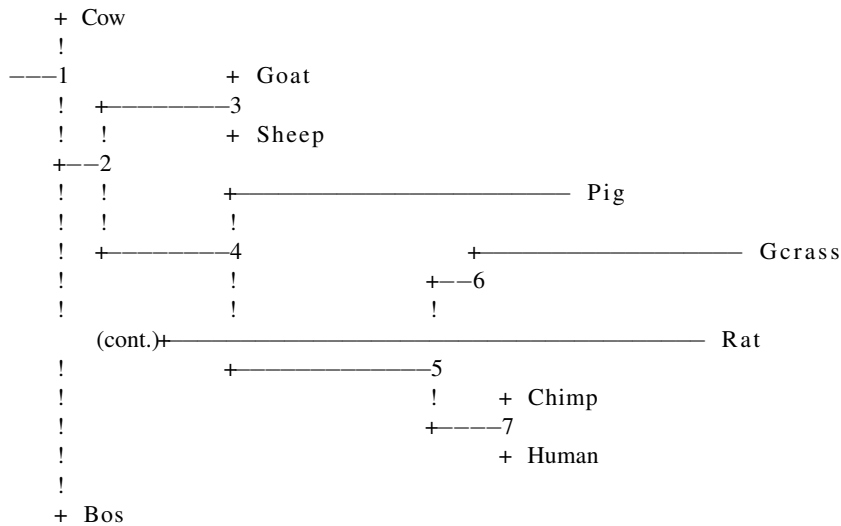 + Cow
!
−−−1 + Goat
! +−−−−−−−−3
! ! + Sheep
+−−2
! ! +−−−−−−−−−−−−−−−−−−−−−−− Pig
! ! !
! +−−−−−−−−4 +−−−−−−−−−−−−−−−−−− Gcrass
! ! +−−6
! ! !
(cont.)+−−−−−−−−−−−−−−−−−−−−−−−−−−−−−−−−−−−− Rat
! +−−−−−−−−−−−−−5
! ! + Chimp
! +−−−−7
! + Human
!
+ Bos